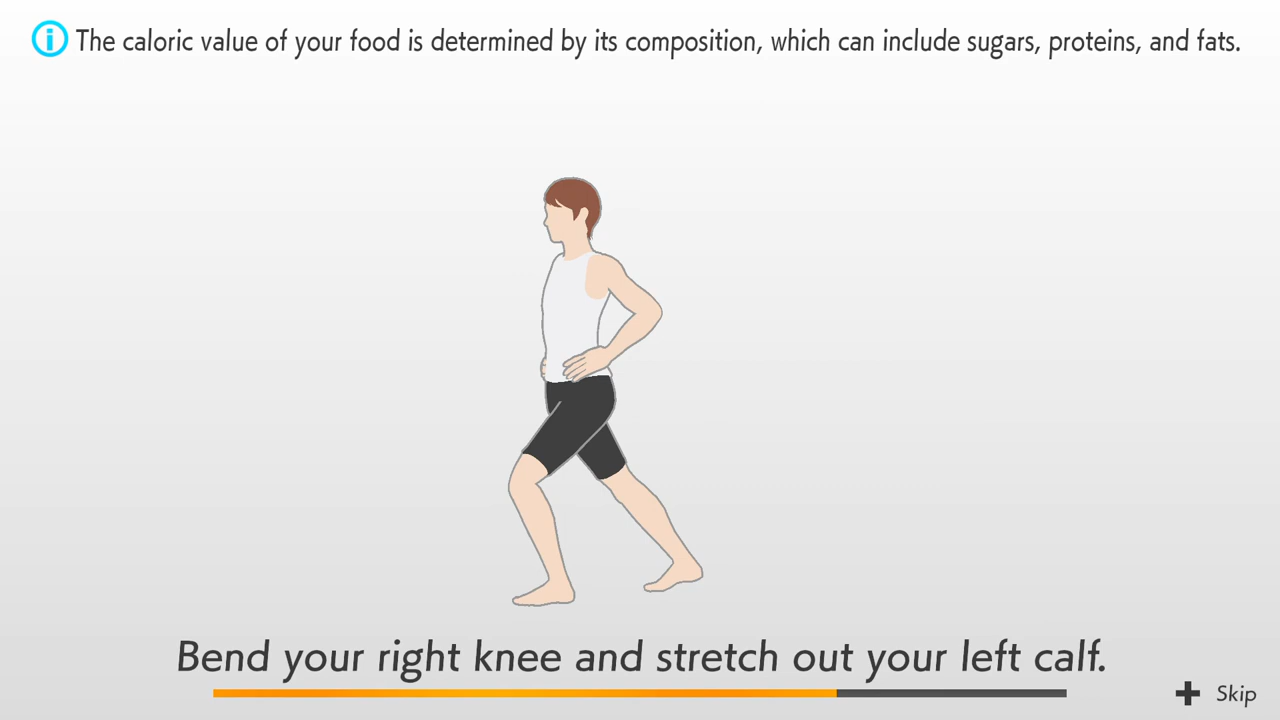 The caloric value of your food is determined by its composition, which can include sugars, proteins, and fats.
Bend your right knee and stretch out your left calf.
Skip